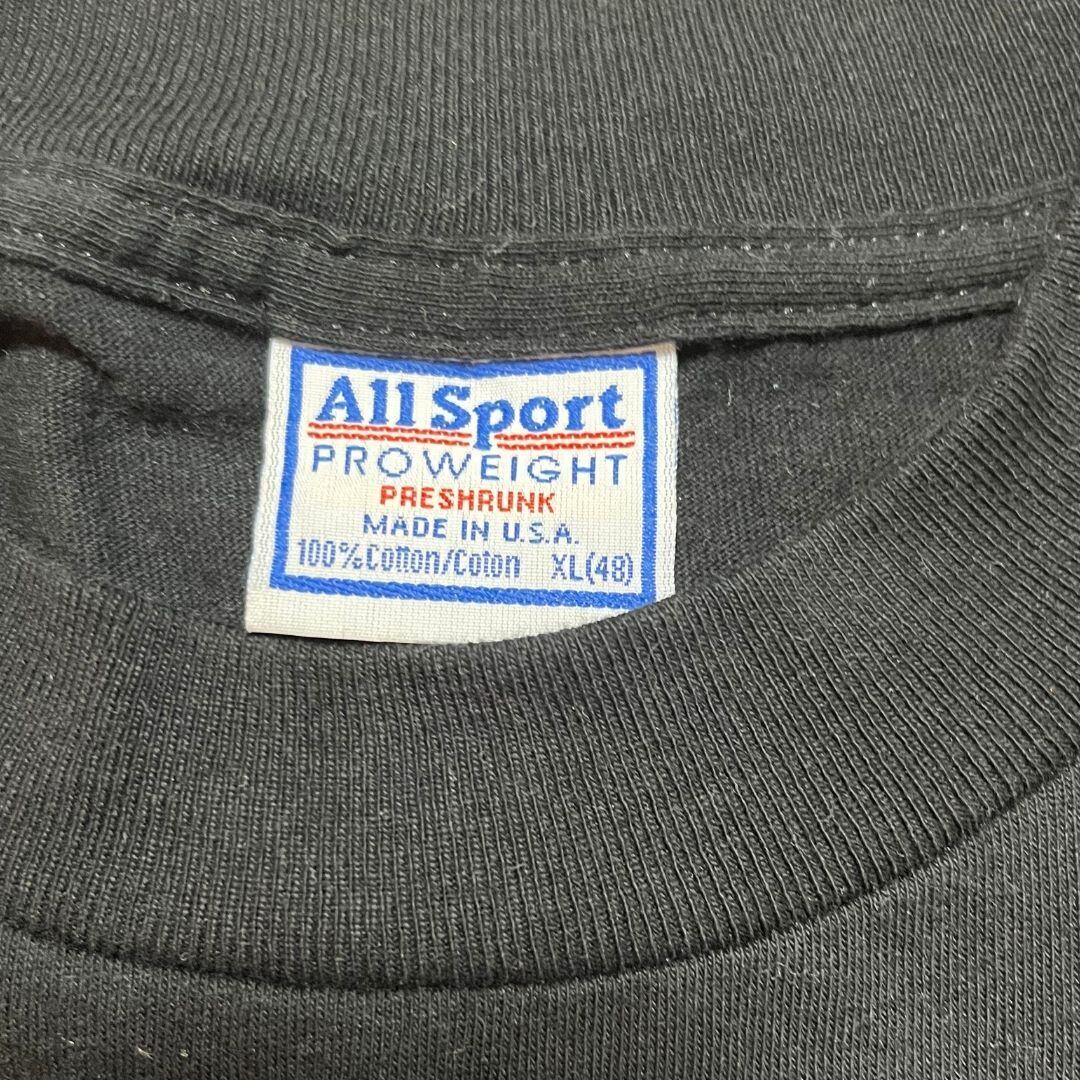 All Sport
PROWEIGHT
PRESHRUNK
MADE IN U.S.A.
100% Cotton/Coton XL(48)